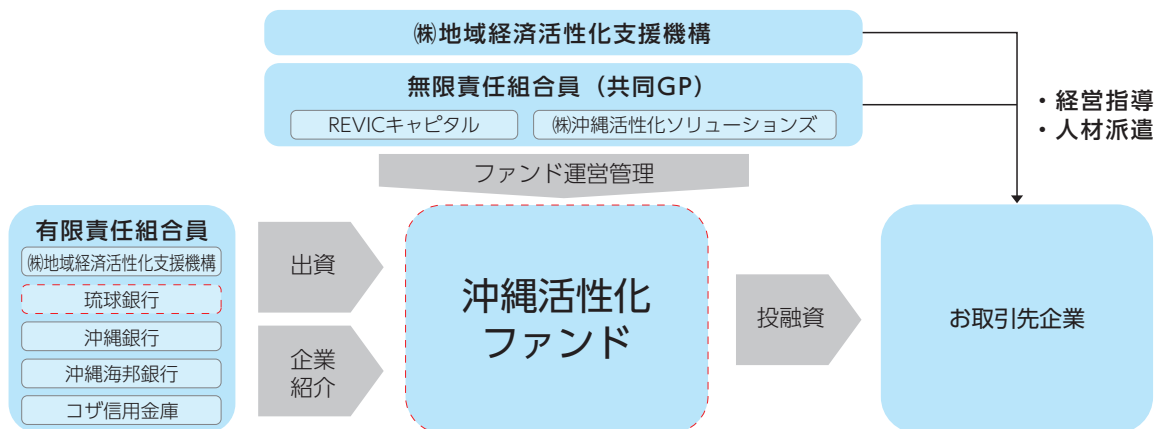 ㈱地域経済活性化支援機構
無限責任組合員（共同GP）
REVICキャピタル
㈱沖縄活性化ソリューションズ
・経営指導
・人材派遣
ファンド運営管理
有限責任組合員
㈱地域経済活性化支援機構
琉球銀行
沖縄銀行
沖縄海邦銀行
コザ信用金庫
出資
企業
紹介
沖縄活性化
ファンド
投融資
お取引先企業